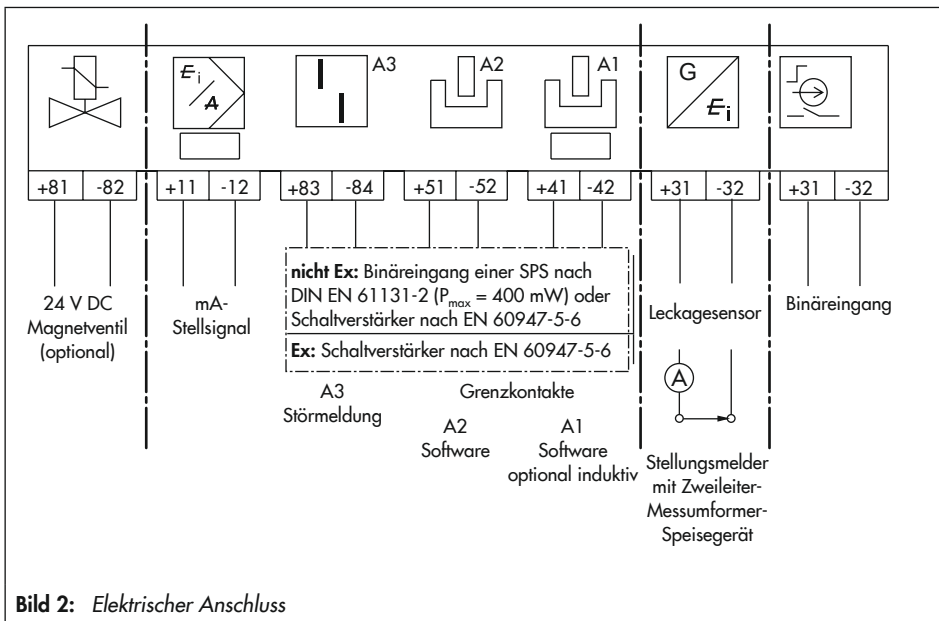 A3 A2 A1
E i / A
G / E i
+81 -82 +11 -12 +83 -84 +51 -52 +41 -42 +31 -32 +31 -32
24 V DC
Magnetventil
(optional)
mA-
Stellsignal
nicht Ex: Binäreingang einer SPS nach
DIN EN 61131-2 (Pmax = 400 mW) oder
Schaltverstärker nach EN 60947-5-6
Ex: Schaltverstärker nach EN 60947-5-6
A3
Störmeldung
Grenzkontakte
A2
Software
A1
Software
optional induktiv
Leckagesensor
A
Stellungsmelder
mit Zweileiter-
Messumformer-
Speisegerät
Binäreingang
Bild 2: Elektrischer Anschluss